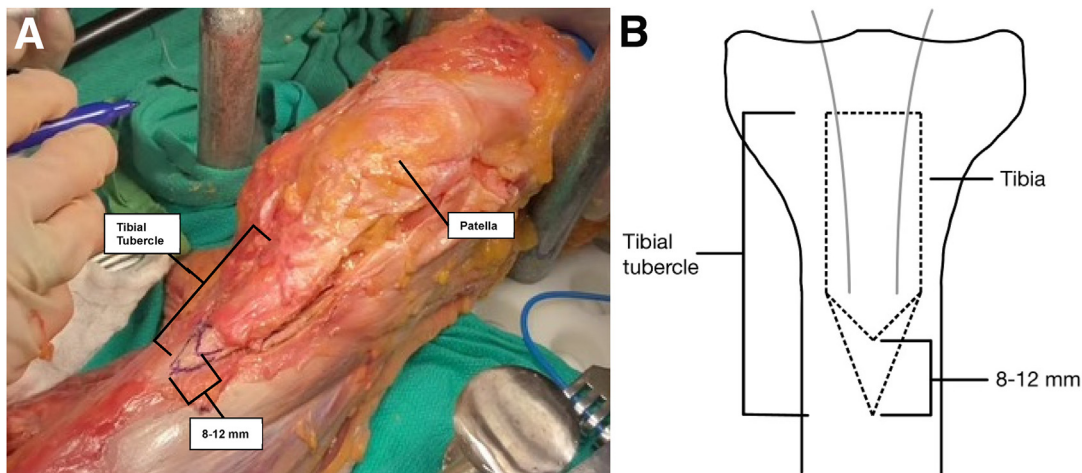 A
Tibial
Tubercle
Patella
8-12 mm
B
Tibial
tubercle
Tibia
8-12 mm